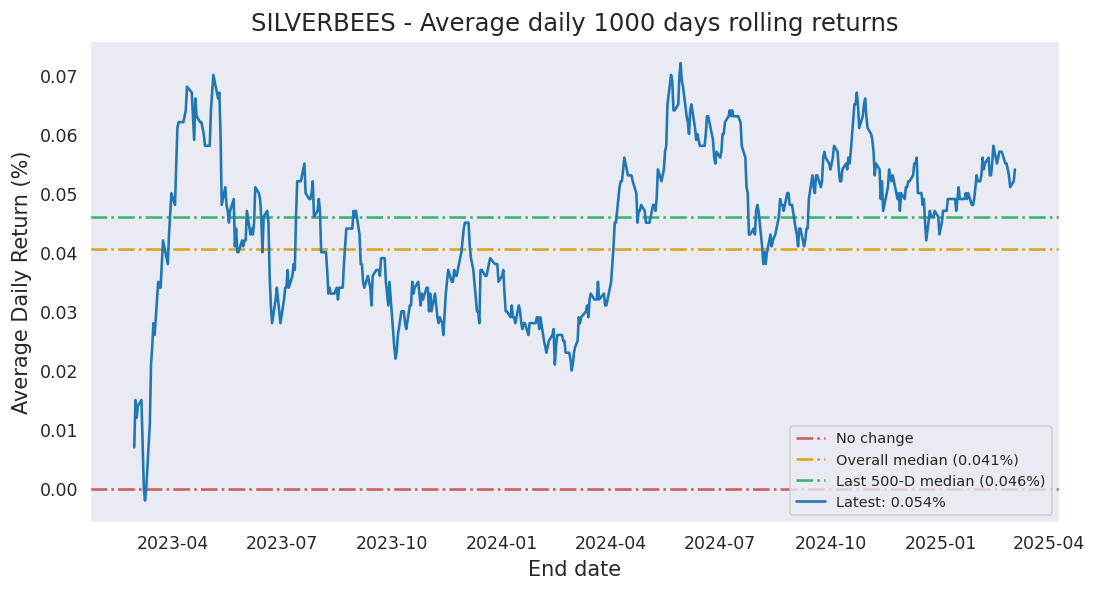 SILVERBEES - Average daily 1000 days rolling returns
Average Daily Return (%)
0.07
0.06
0.05
0.04
0.03
0.02
0.01
0.00
No change
Overall median (0.041%)
Last 500-D median (0.046%)
Latest: 0.054%
2023-04 2023-07 2023-10 2024-01 2024-04 2024-07 2024-10 2025-01 2025-04
End date